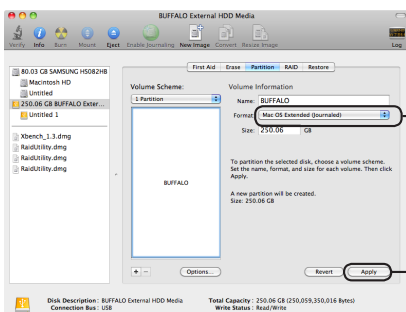 BUFFALO External HDD Media
Verify Info Burn Mount Eject Enable Journaling New Image Convert Resize Image Log
First Aid Erase Partition RAID Restore
80.03 GB SAMSUNG HS082HB
Macintosh HD
Untitled
250.06 GB BUFFALO Exter...
Untitled 1
Xbench_1.3.dmg
RaidUtility.dmg
RaidUtility.dmg
RaidUtility.dmg
Volume Scheme:
1 Partition
BUFFALO
+ - Options...
Volume Information
Name: BUFFALO
Format: Mac OS Extended (Journaled)
Size: 250.06 GB
To partition the selected disk, choose a volume scheme.
Set the name, format, and size for each volume. Then click
Apply.
A new partition will be created.
Size: 250.06 GB
Revert Apply
Disk Description : BUFFALO External HDD Media Total Capacity : 250.06 GB (250,059,350,016 Bytes)
Connection Bus : USB Write Status : Read/Write